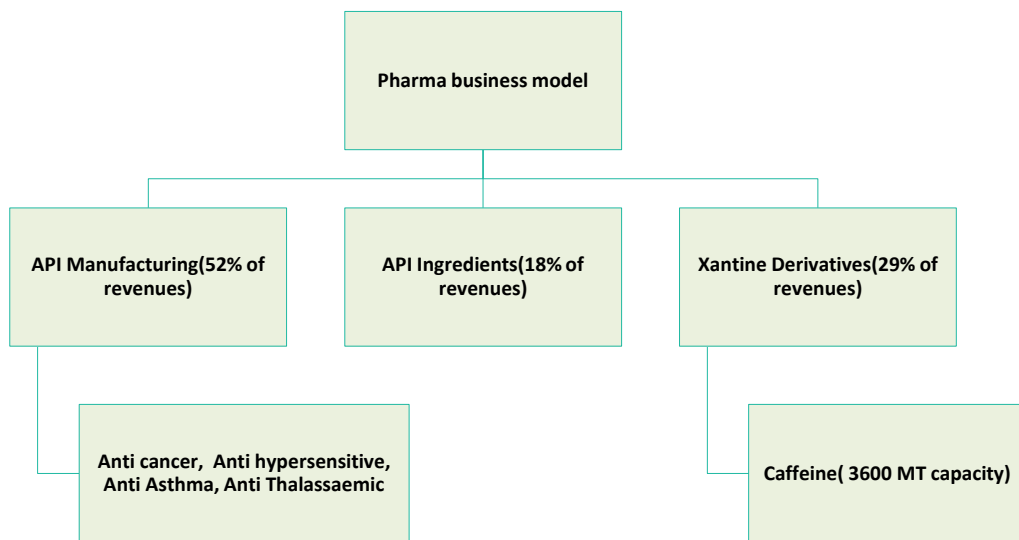 Pharma business model
API Manufacturing(52% of
revenues)
API Ingredients(18% of
revenues)
Xantine Derivatives(29% of
revenues)
Anti cancer, Anti hypersensitive,
Anti Asthma, Anti Thalassaemic
Caffeine( 3600 MT capacity)